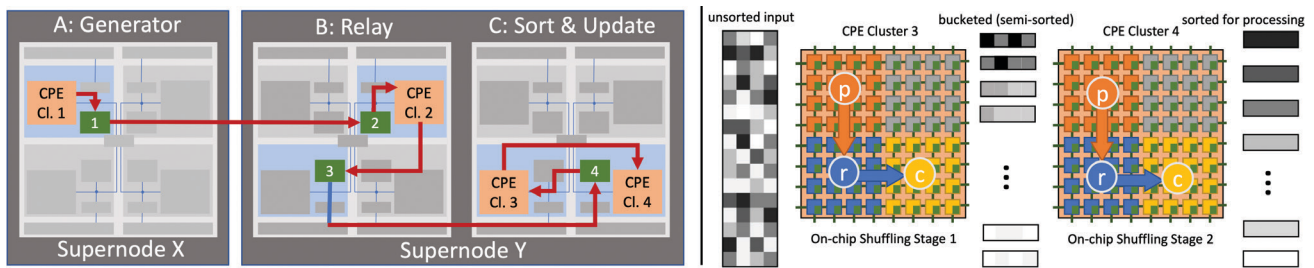 A: Generator
B: Relay
C: Sort & Update
CPE
Cl. 1
1
2
CPE
Cl. 2
3
CPE
Cl. 3
4
CPE
Cl. 4
Supernode X
Supernode Y
unsorted input
CPE Cluster 3
p
r
c
On-chip Shuffling Stage 1
bucketed (semi-sorted)
CPE Cluster 4
p
r
c
On-chip Shuffling Stage 2
sorted for processing